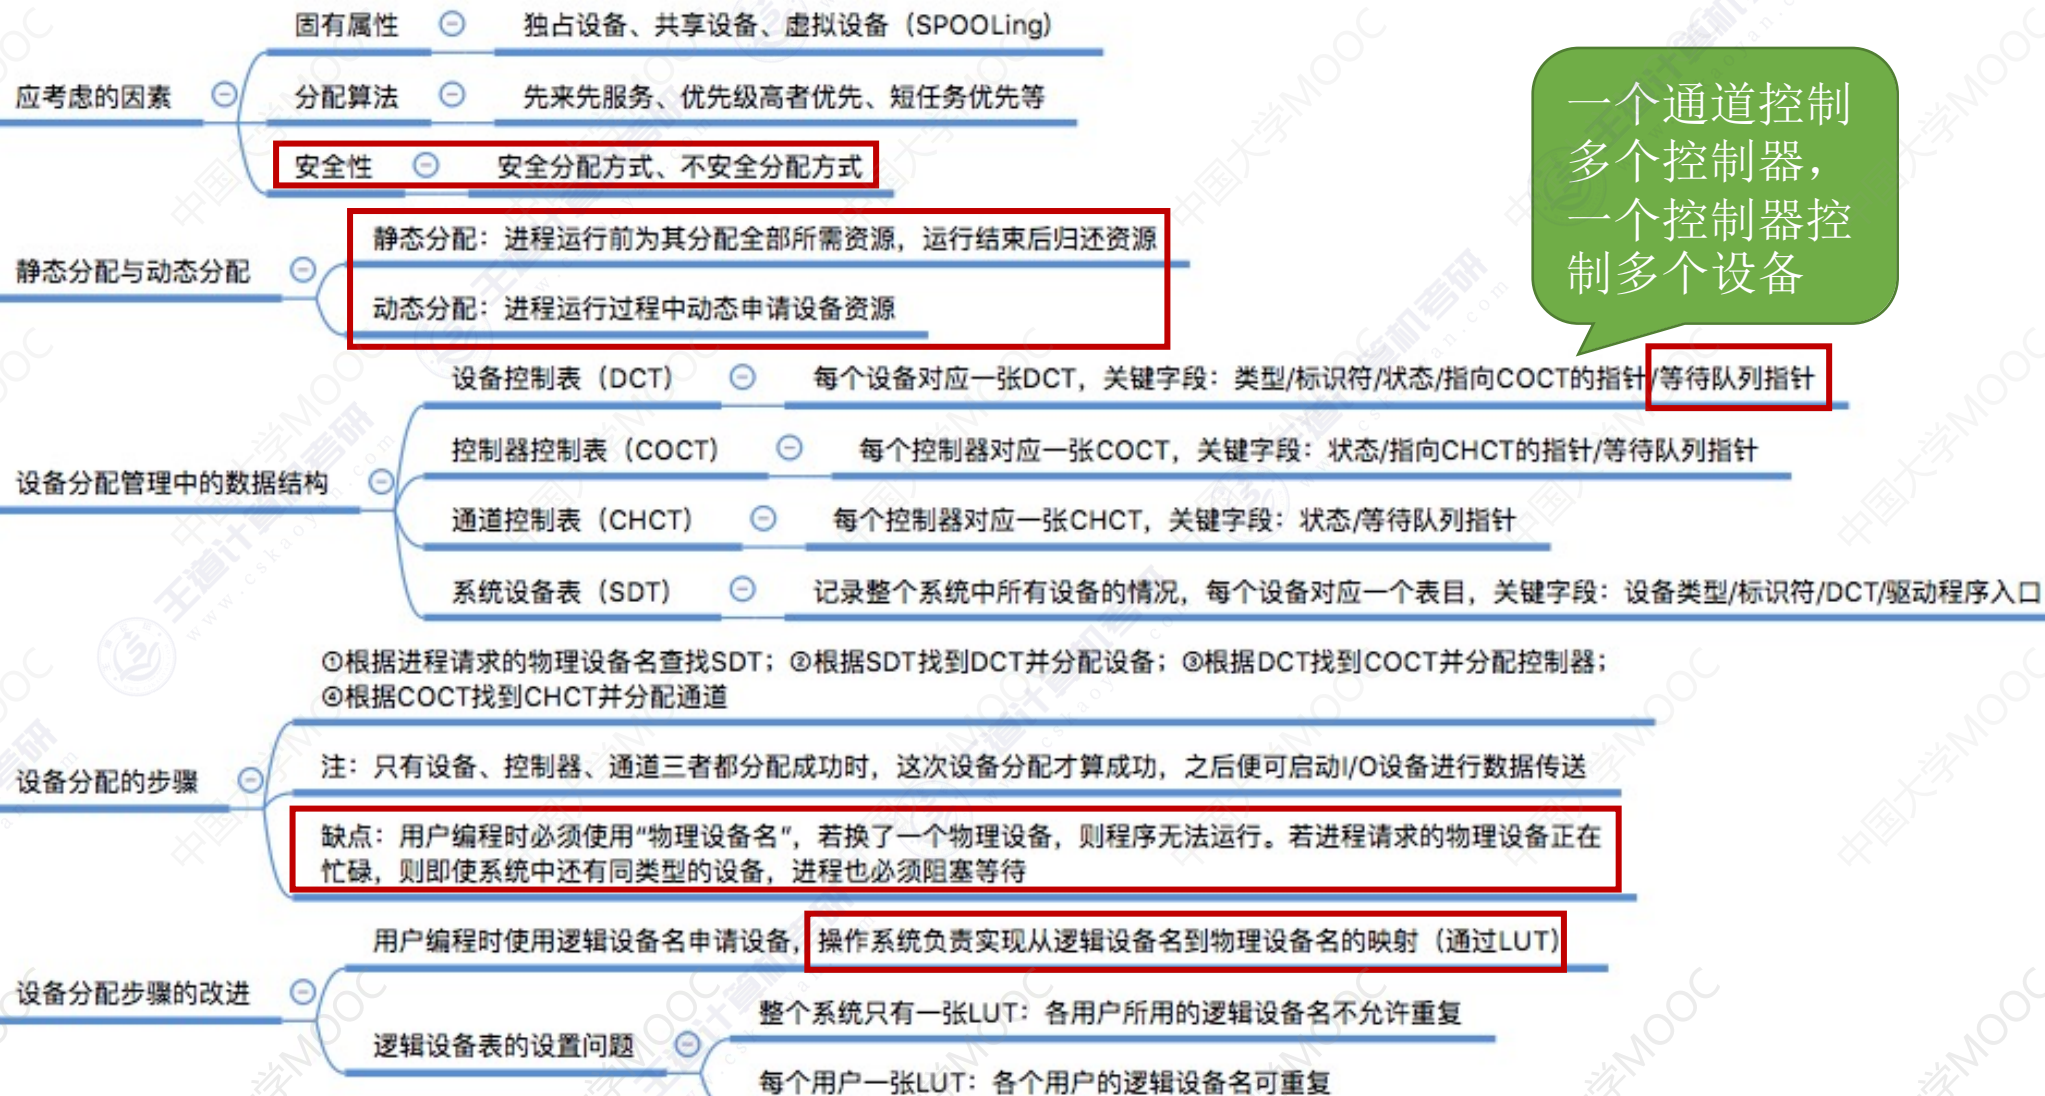 固有属性 独占设备、共享设备、虚拟设备（SPOOLing）
应考虑的因素 分配算法 先来先服务、优先级高者优先、短任务优先等
安全性 安全分配方式、不安全分配方式
一个通道控制
多个控制器，
一个控制器控
制多个设备
静态分配：进程运行前为其分配全部所需资源，运行结束后归还资源
静态分配与动态分配
动态分配：进程运行过程中动态申请设备资源
设备控制表（DCT） 每个设备对应一张DCT，关键字段：类型/标识符/状态/指向COCT的指针/等待队列指针
控制器控制表（COCT） 每个控制器对应一张COCT，关键字段：状态/指向CHCT的指针/等待队列指针
设备分配管理中的数据结构
通道控制表（CHCT） 每个控制器对应一张CHCT，关键字段：状态/等待队列指针
系统设备表（SDT） 记录整个系统中所有设备的情况，每个设备对应一个表目，关键字段：设备类型/标识符/DCT/驱动程序入口
①根据进程请求的物理设备名查找SDT；②根据SDT找到DCT并分配设备；③根据DCT找到COCT并分配控制器；
④根据COCT找到CHCT并分配通道
设备分配的步骤 注：只有设备、控制器、通道三者都分配成功时，这次设备分配才算成功，之后便可启动I/O设备进行数据传送
缺点：用户编程时必须使用“物理设备名”，若换了一个物理设备，则程序无法运行。若进程请求的物理设备正在
忙碌，则即使系统中还有同类型的设备，进程也必须阻塞等待
用户编程时使用逻辑设备名申请设备，操作系统负责实现从逻辑设备名到物理设备名的映射（通过LUT）
设备分配步骤的改进
整个系统只有一张LUT：各用户所用的逻辑设备名不允许重复
逻辑设备表的设置问题
每个用户一张LUT：各个用户的逻辑设备名可重复
中国大学MOOC
王道计算机考研
www.cskaoyan.com